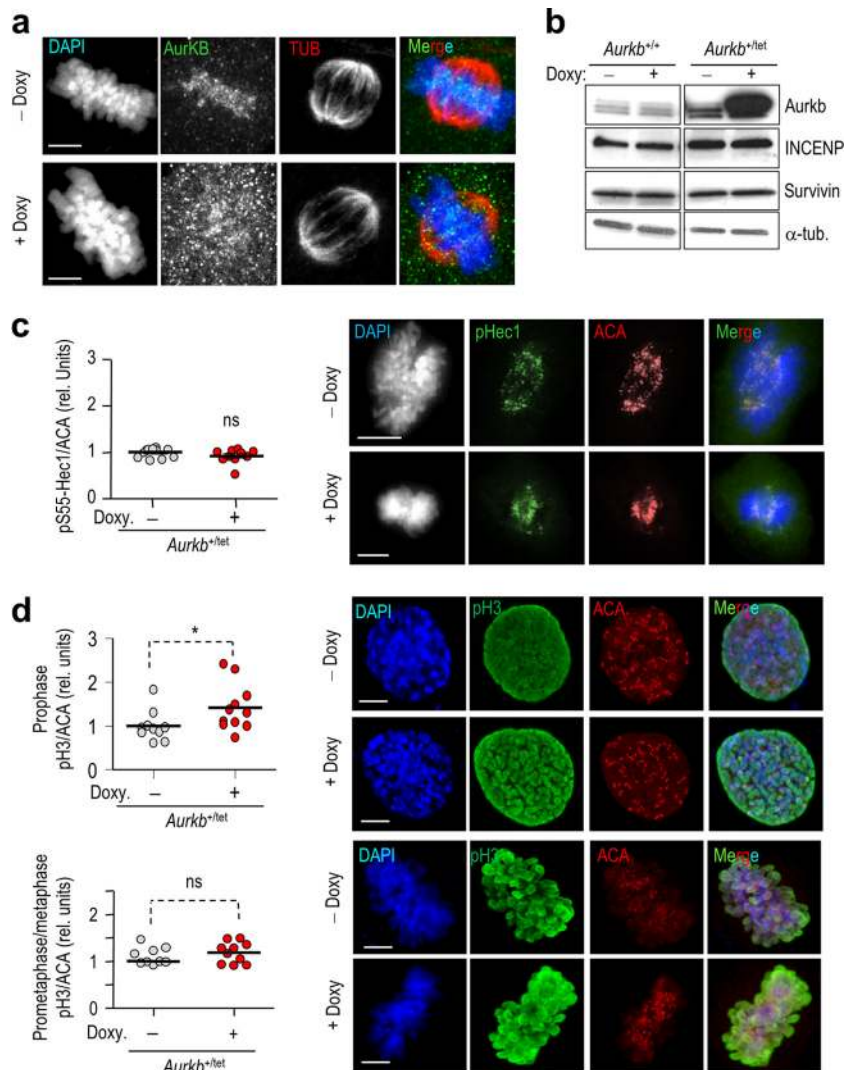 a
DAPI AurKB TUB Merge
– Doxy
+ Doxy
b
Aurkb+/+ Aurkb+/tet
Doxy: – + – +
Aurkb
INCENP
Survivin
α-tub.
c
3
2
1
0
pS55-Hec1/ACA (rel. Units)
ns
Doxy. – +
Aurkb+/tet
DAPI pHec1 ACA Merge
– Doxy
+ Doxy
d
3
2
1
0
Prophase
pH3/ACA (rel. units)
*
Doxy. – +
Aurkb+/tet
DAPI pH3 ACA Merge
– Doxy
+ Doxy
2
1
0
Prometaphase/metaphase
pH3/ACA (rel. units)
ns
Doxy. – +
Aurkb+/tet
DAPI pH3 ACA Merge
– Doxy
+ Doxy